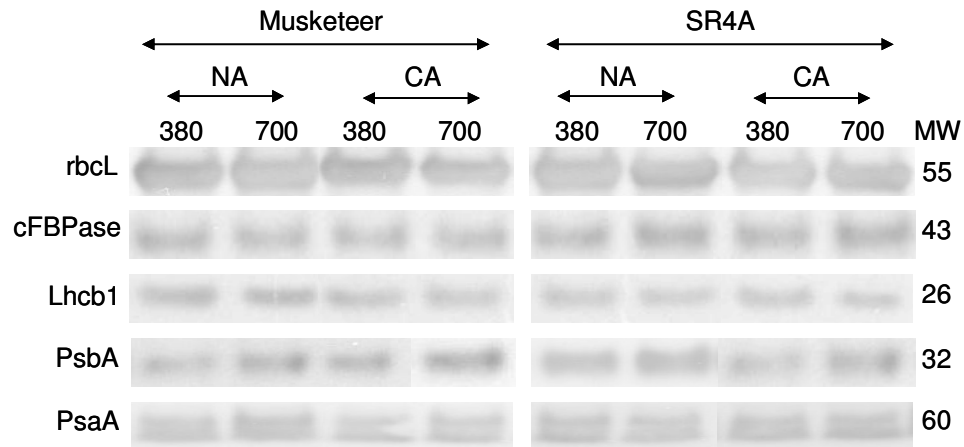 Musketeer SR4A
NA CA NA CA
380 700 380 700 380 700 380 700 MW
rbcL 55
cFBPase 43
Lhcb1 26
PsbA 32
PsaA 60